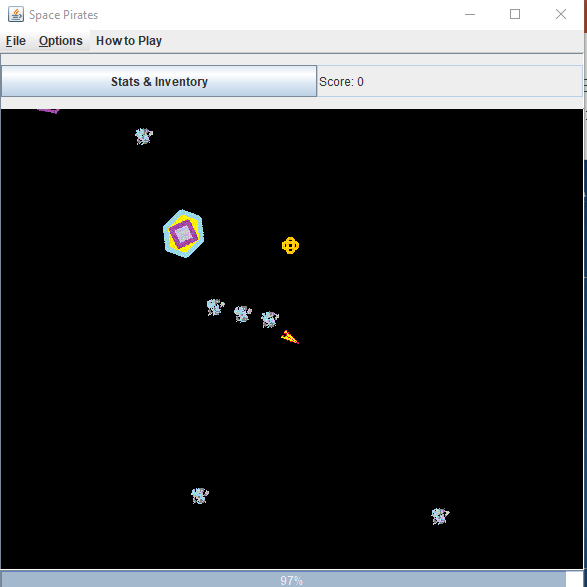 Space Pirates
File Options How to Play
Stats & Inventory Score: 0
97%